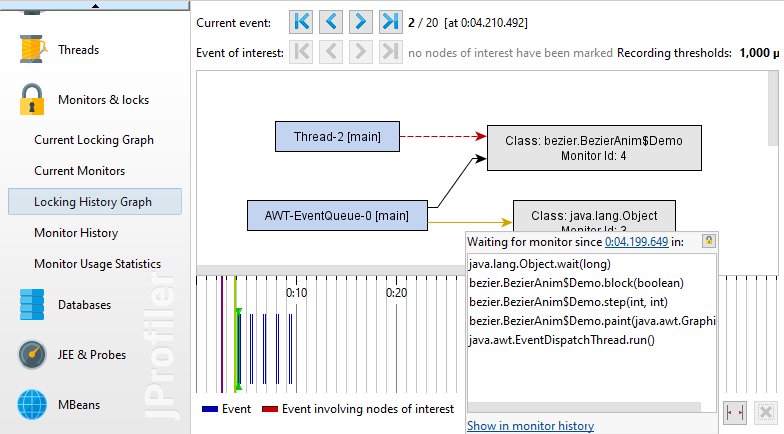 Threads
Monitors & locks
Current Locking Graph
Current Monitors
Locking History Graph
Monitor History
Monitor Usage Statistics
Databases
JEE & Probes
MBeans
JProfiler
Current event: 2 / 20 [at 0:04.210.492]
Event of interest: no nodes of interest have been marked Recording thresholds: 1,000 µ
Thread-2 [main]
Class: bezier.BezierAnim$Demo
Monitor Id: 4
AWT-EventQueue-0 [main]
Class: java.lang.Object
Monitor Id: 3
Waiting for monitor since 0:04.199.649 in:
java.lang.Object.wait(long)
bezier.BezierAnim$Demo.block(boolean)
bezier.BezierAnim$Demo.step(int, int)
bezier.BezierAnim$Demo.paint(java.awt.Graphi
java.awt.EventDispatchThread.run()
Show in monitor history
0:10 0:20
Event Event involving nodes of interest